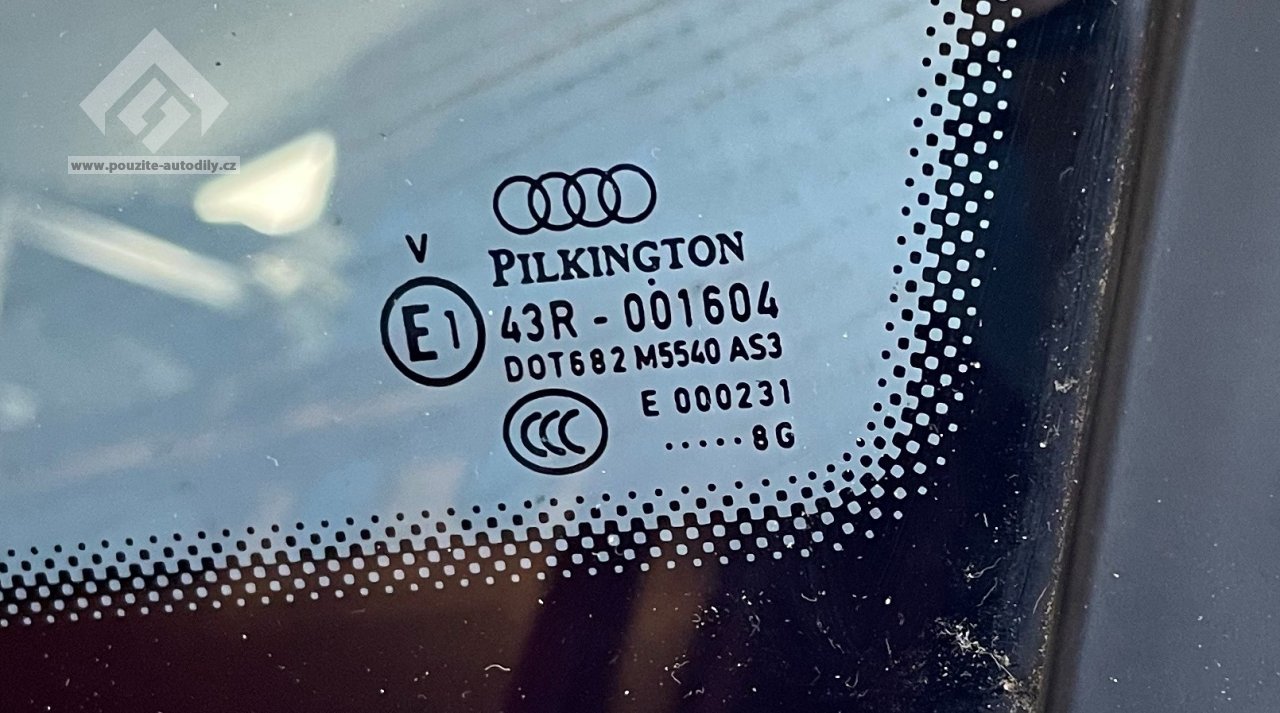 www.pouzite-autodily.cz
V
PILKINGTON
E1
43R - 001604
DOT682 M5540 AS3
CCC
E 000231
.....8G